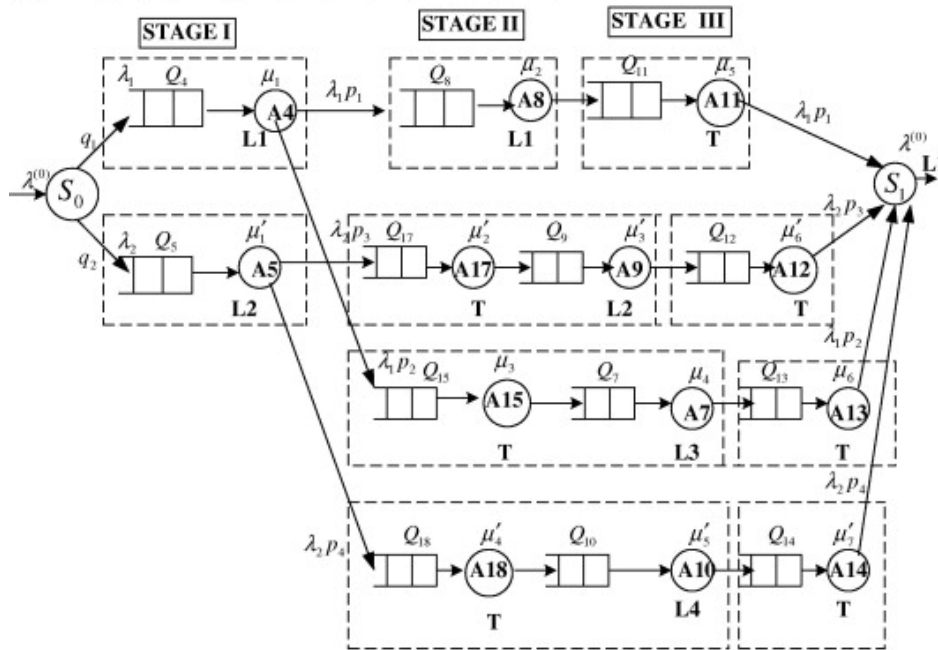 STAGE I
STAGE II
STAGE III
λ₁ Q₄ μ₁
A4
L1
λ₁p₁
Q₈ μ₂
A8
L1
Q₁₁ μ₅
A11
T
λ₁p₁
q₁
λ⁽⁰⁾
S₀
q₂
λ⁽⁰⁾
L
S₁
λ₂ Q₅ μ′₁
A5
L2
λ₂p₃
Q₁₇ μ′₂
A17
T
Q₉ μ′₃
A9
L2
Q₁₂ μ′₆
A12
T
λ₂p₃
λ₁p₂
Q₁₅ μ₃
A15
T
Q₇ μ₄
A7
L3
Q₁₃ μ₆
A13
T
λ₁p₂
λ₂p₄
Q₁₈ μ′₄
A18
T
Q₁₀ μ′₅
A10
L4
Q₁₄ μ′₇
A14
T
λ₂p₄